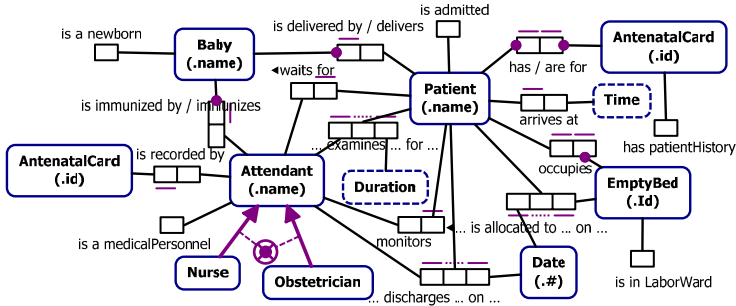 is admitted
is delivered by / delivers
is a newborn
Baby
(.name)
AntenatalCard
(.id)
has / are for
◄waits for
Patient
(.name)
Time
arrives at
is immunized by / immunizes
... examines ... for ...
has patientHistory
AntenatalCard
(.id)
is recorded by
Attendant
(.name)
Duration
occupies
EmptyBed
(.Id)
is a medicalPersonnel
monitors
◄... is allocated to ... on ...
Nurse
Obstetrician
Date
(.#)
is in LaborWard
... discharges ... on ...